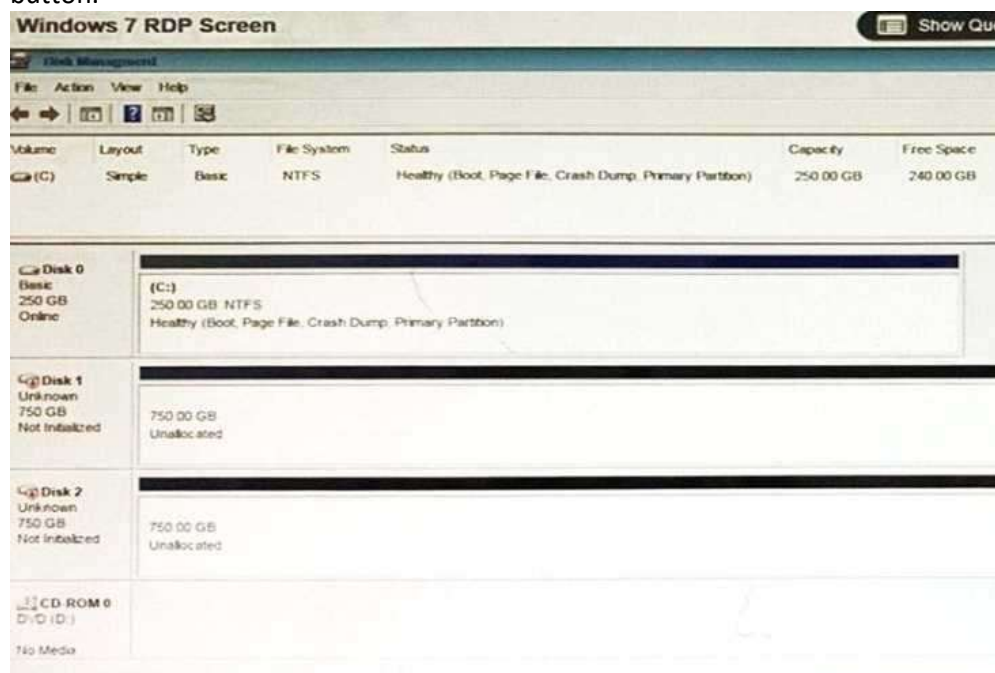 button.
Windows 7 RDP Screen
Show Qu
Disk Managment
File Action View Help
Volume Layout Type File System Status Capacity Free Space
(C) Simple Basic NTFS Healthy (Boot, Page File, Crash Dump, Primary Partition) 250.00 GB 240.00 GB
Disk 0
Basic
250 GB
Online
(C:)
250.00 GB NTFS
Healthy (Boot, Page File, Crash Dump, Primary Partition)
Disk 1
Unknown
750 GB
Not Initialized
750.00 GB
Unallocated
Disk 2
Unknown
750 GB
Not Initialized
750.00 GB
Unallocated
CD-ROM 0
DVD (D:)
No Media